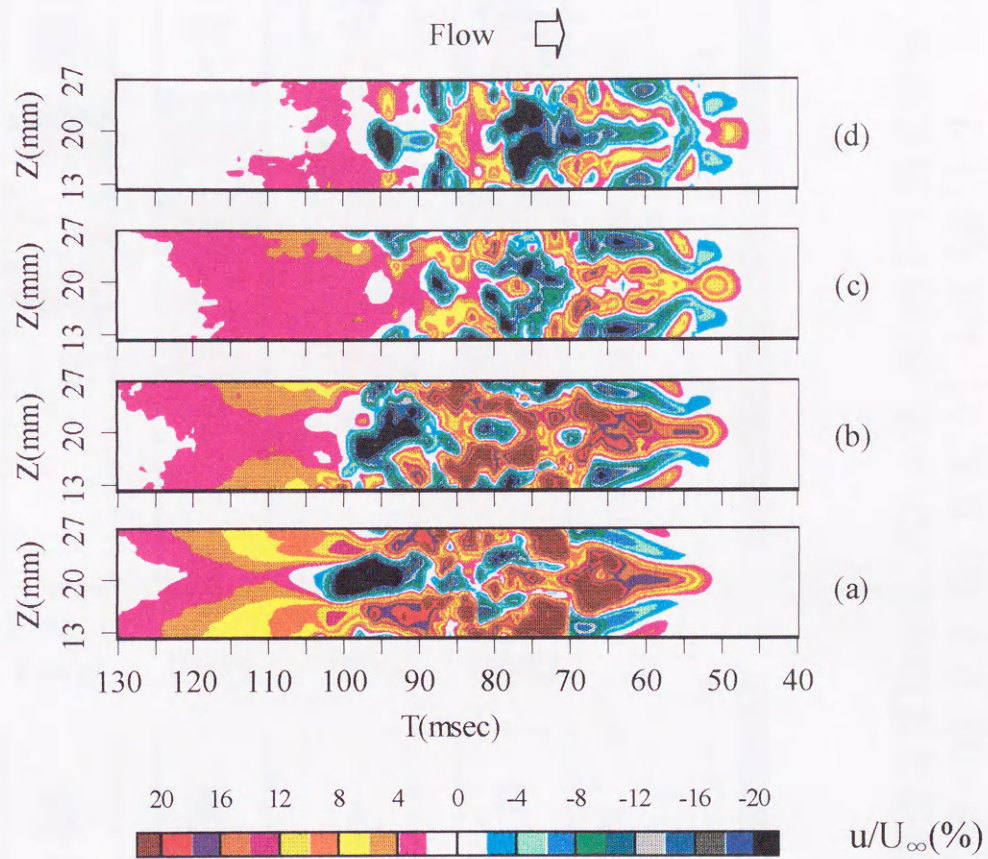 Flow
Z(mm) 27 20 13 (d)
Z(mm) 27 20 13 (c)
Z(mm) 27 20 13 (b)
Z(mm) 27 20 13 (a)
130 120 110 100 90 80 70 60 50 40
T(msec)
20 16 12 8 4 0 -4 -8 -12 -16 -20
u/U∞(%)